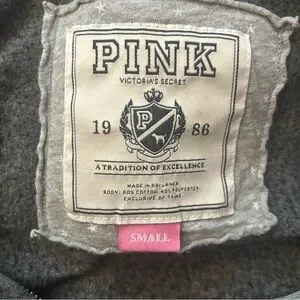 PINK
VICTORIA'S SECRET
P
19 86
A TRADITION OF EXCELLENCE
MADE IN SRI LANKA
BODY: 60% COTTON 40% POLYESTER
EXCLUSIVE OF TRIMS
SMALL